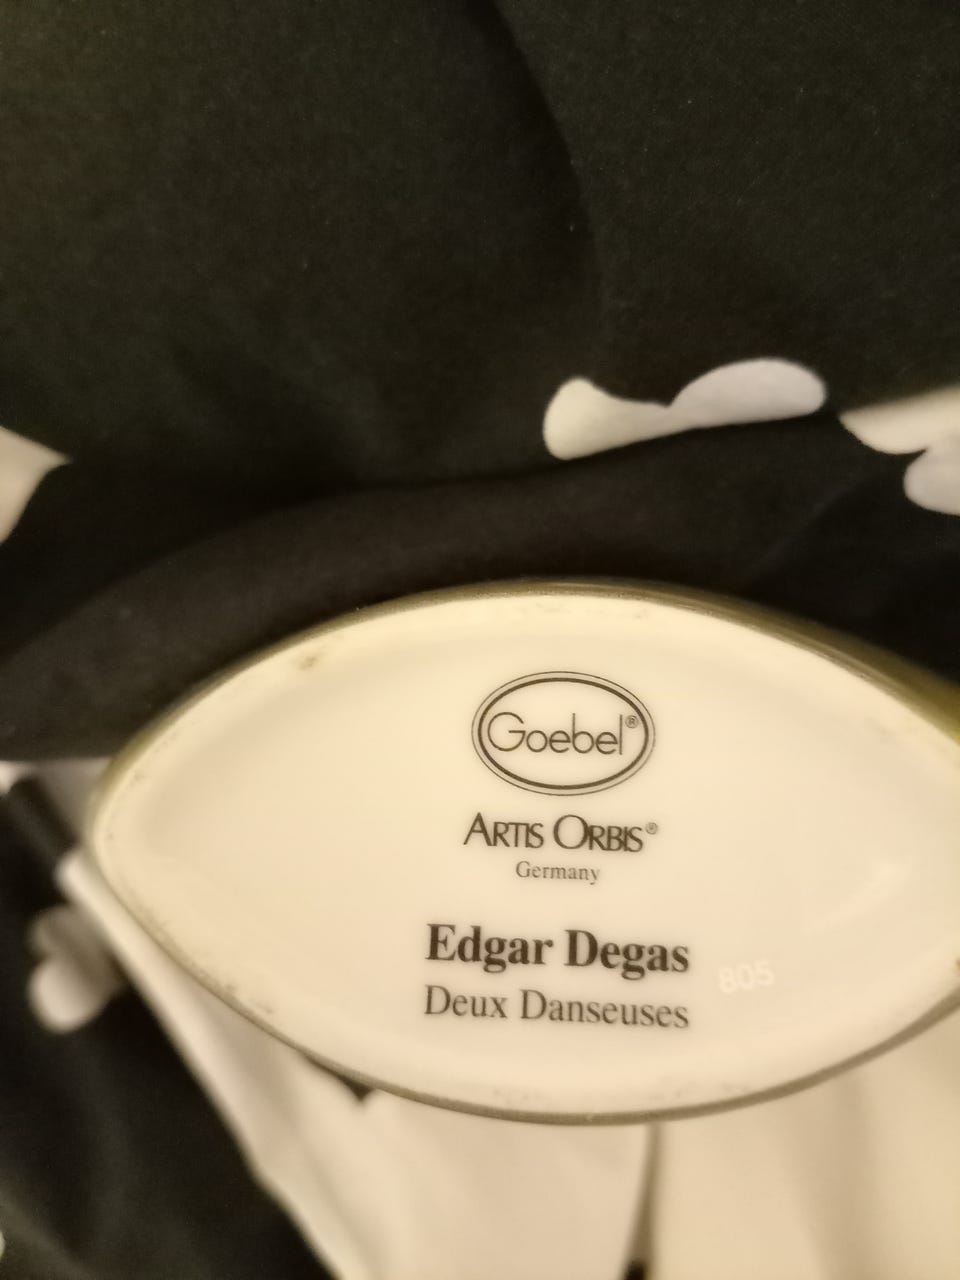 Goebel®
ARTIS ORBIS®
Germany
Edgar Degas
805
Deux Danseuses